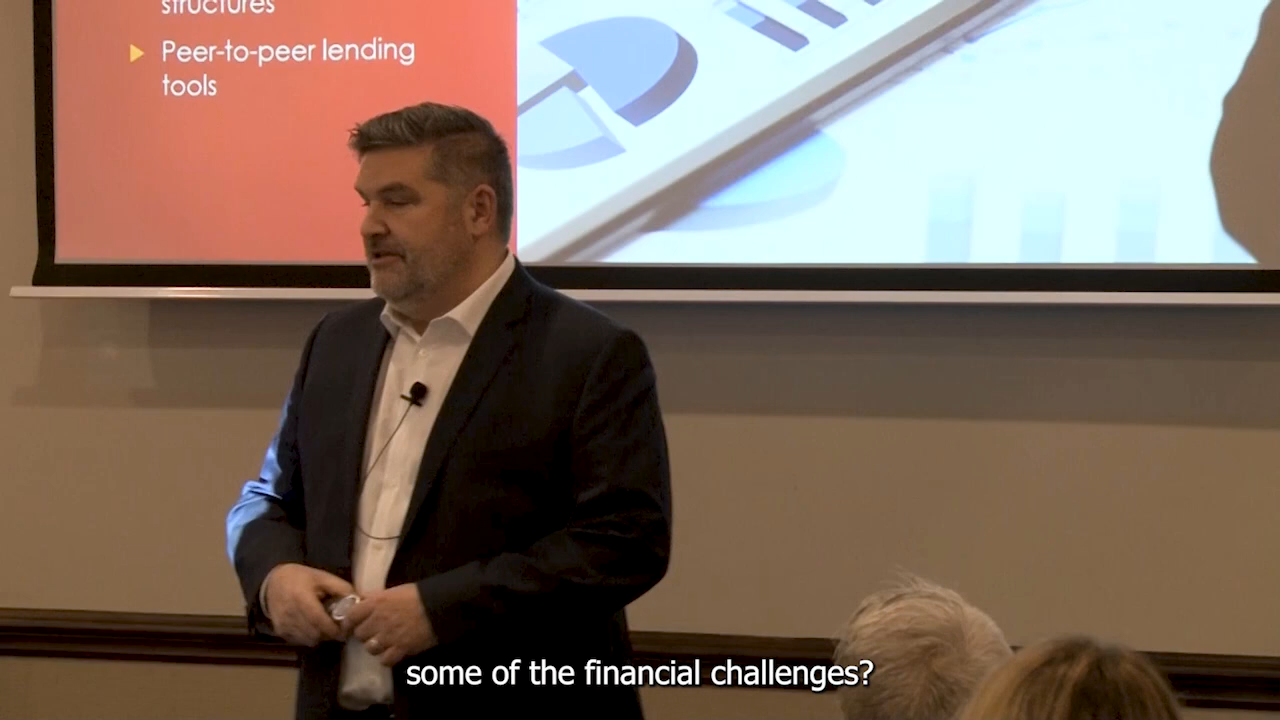 structures
Peer-to-peer lending
tools
some of the financial challenges?